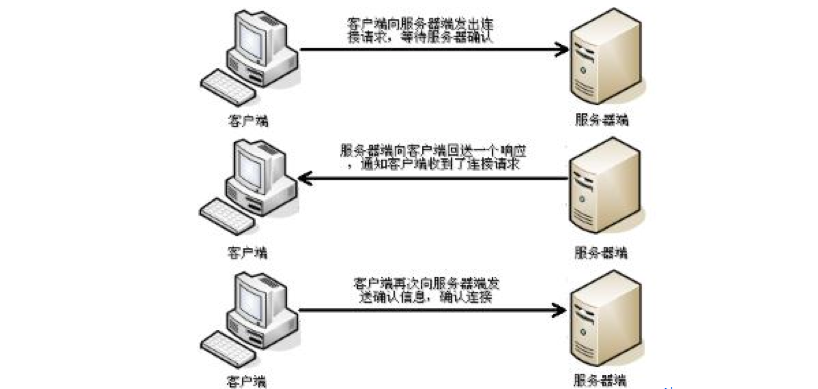 客户端向服务器端发出连
接请求，等待服务器确认
客户端
服务器端
服务器端向客户端回送一个响应
，通知客户端收到了连接请求
客户端
服务器端
客户端再次向服务器端发
送确认信息，确认连接
客户端
服务器端